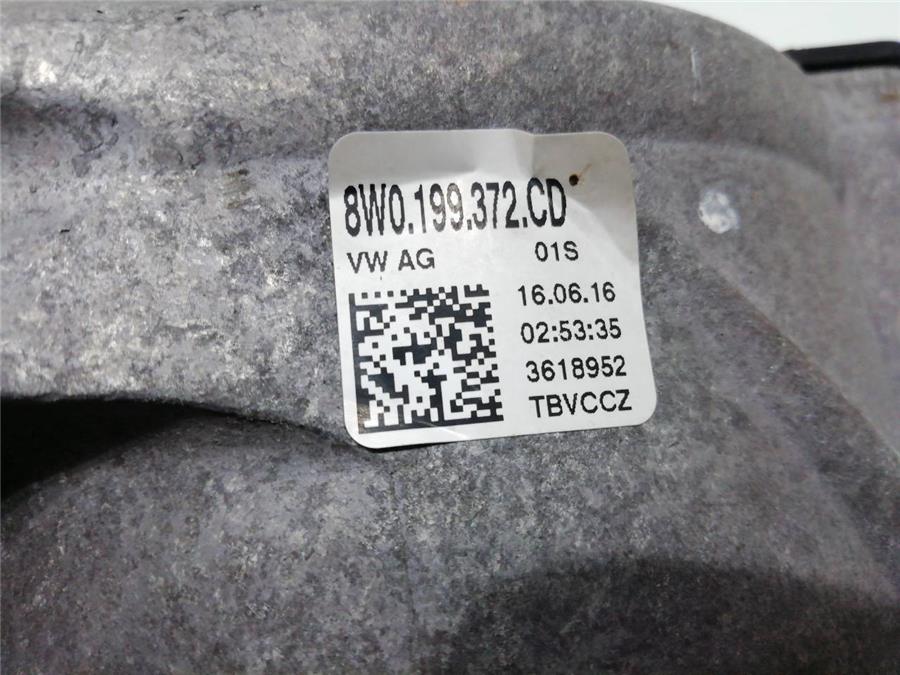 8W0.199.372.CD
VW AG 01S
16.06.16
02:53:35
3618952
TBVCCZ